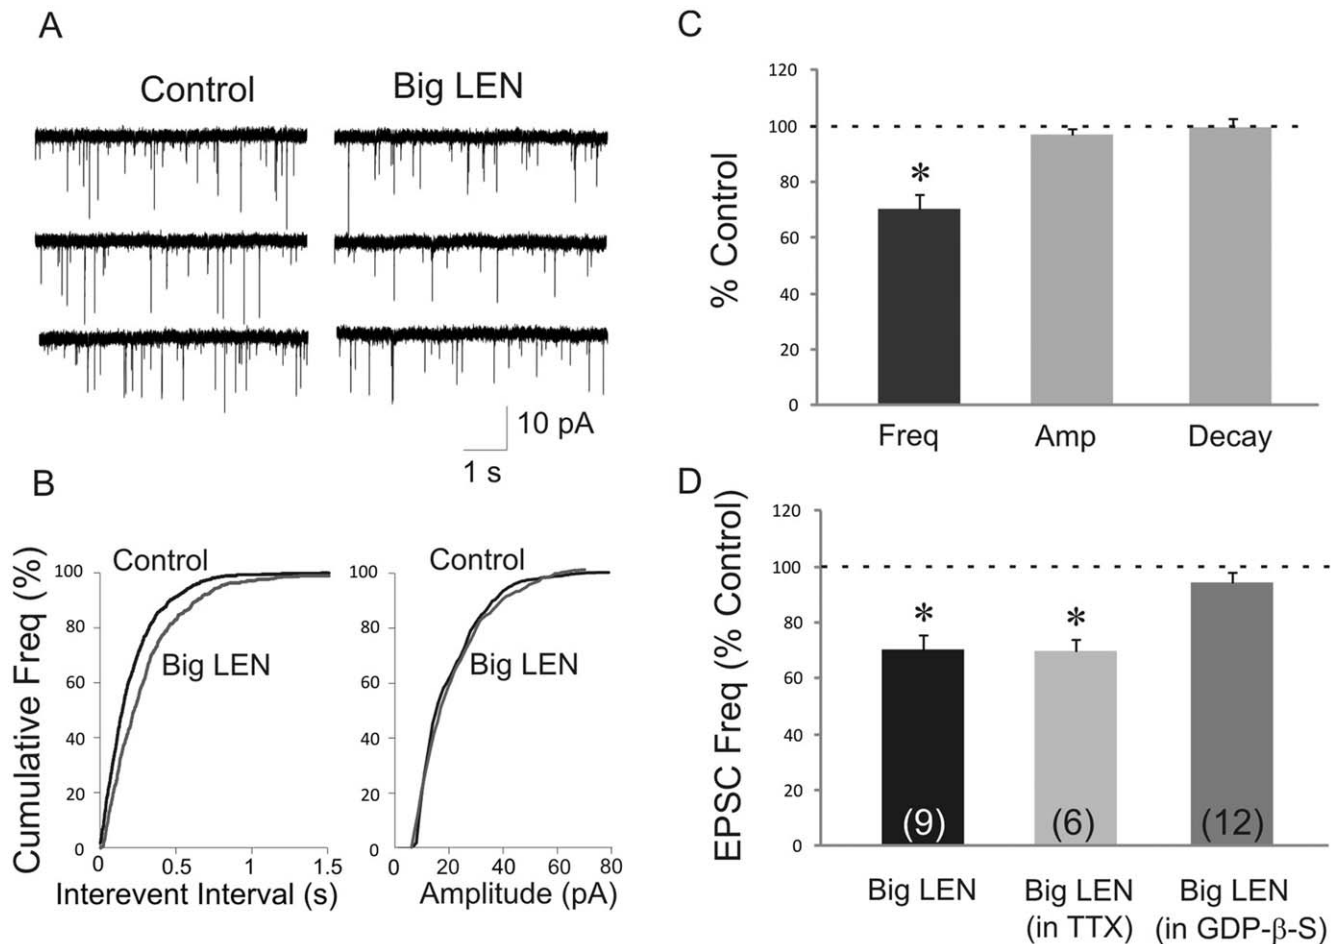 A
Control
Big LEN
10 pA
1 s
B
Cumulative Freq (%)
100
80
60
40
20
0
Control
Big LEN
0
0.5
1
1.5
Interevent Interval (s)
100
80
60
40
20
0
Control
Big LEN
0
20
40
60
80
Amplitude (pA)
C
% Control
120
100
80
60
40
20
0
*
Freq
Amp
Decay
D
EPSC Freq (% Control)
120
100
80
60
40
20
0
*
*
(9)
(6)
(12)
Big LEN
Big LEN
(in TTX)
Big LEN
(in GDP-β-S)